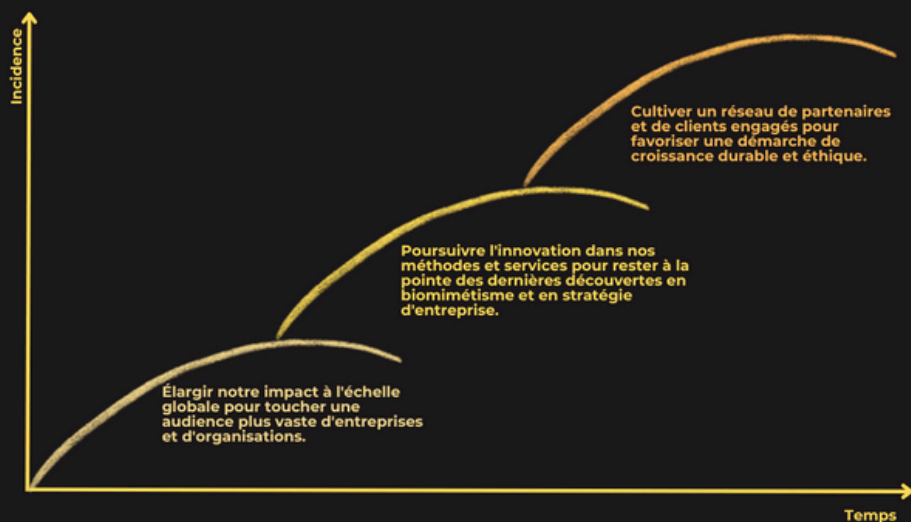 Incidence
Cultiver un réseau de partenaires
et de clients engagés pour
favoriser une démarche de
croissance durable et éthique.
Poursuivre l'innovation dans nos
méthodes et services pour rester à la
pointe des dernières découvertes en
biomimétisme et en stratégie
d'entreprise.
Élargir notre impact à l'échelle
globale pour toucher une
audience plus vaste d'entreprises
et d'organisations.
Temps